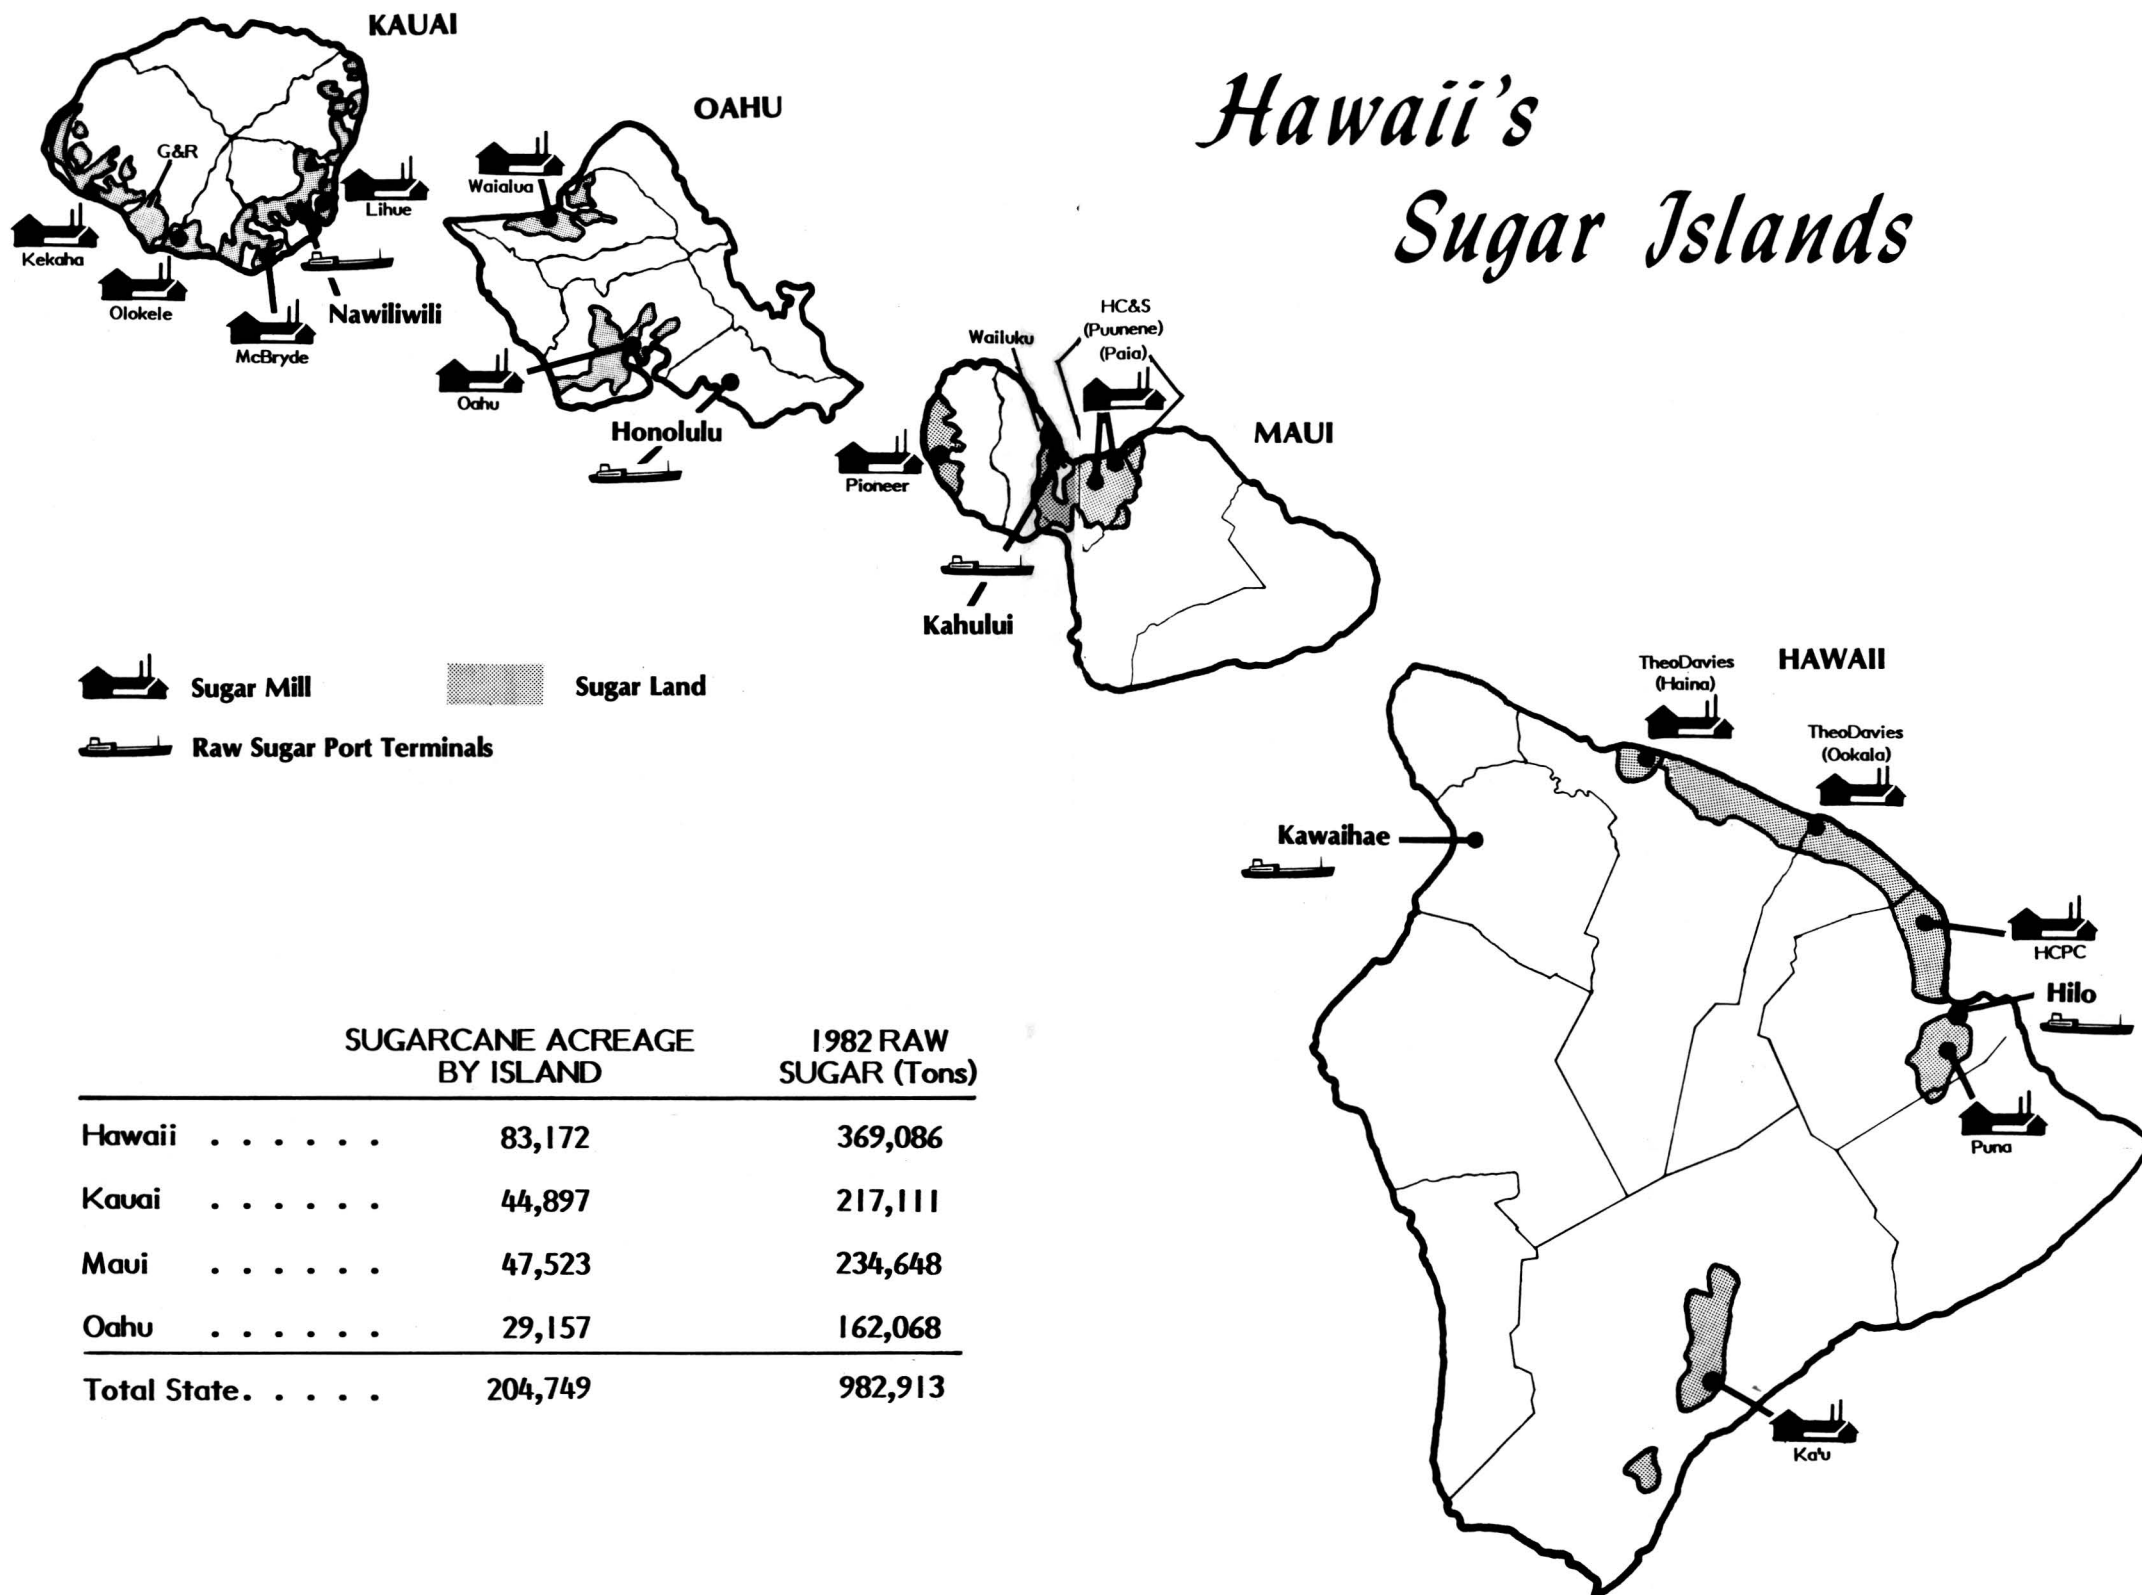 Hawaii's
Sugar Islands
KAUAI
G&R
Lihue
Kekaha
Olokele
McBryde
Nawiliwili
OAHU
Waialua
Oahu
Honolulu
MAUI
HC&S
(Puunene)
(Paia)
Wailuku
Pioneer
Kahului
HAWAII
TheoDavies
(Haina)
TheoDavies
(Ookala)
Kawaihae
HCPC
Hilo
Puna
Ka'u
Sugar Mill
Sugar Land
Raw Sugar Port Terminals
SUGARCANE ACREAGE 1982 RAW
BY ISLAND SUGAR (Tons)
Hawaii . . . . . . 83,172 369,086
Kauai . . . . . . 44,897 217,111
Maui . . . . . . 47,523 234,648
Oahu . . . . . . 29,157 162,068
Total State. . . . . 204,749 982,913